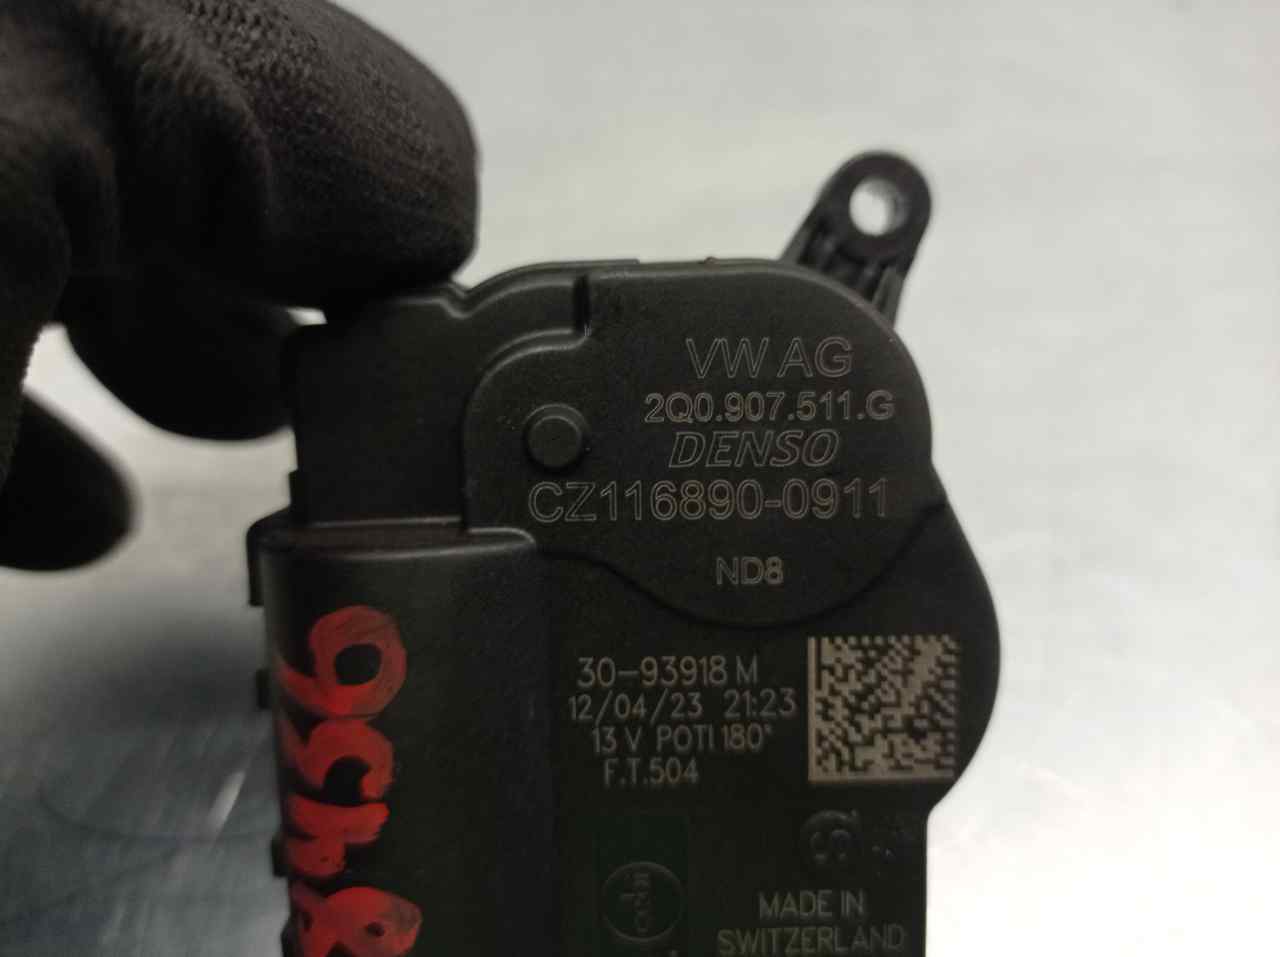 VW AG
2Q0.907.511.G
DENSO
CZ116890-0911
ND8
30-93918 M
12/04/23 21:23
13 V POTI 180°
F.T.504
MADE IN
SWITZERLAND